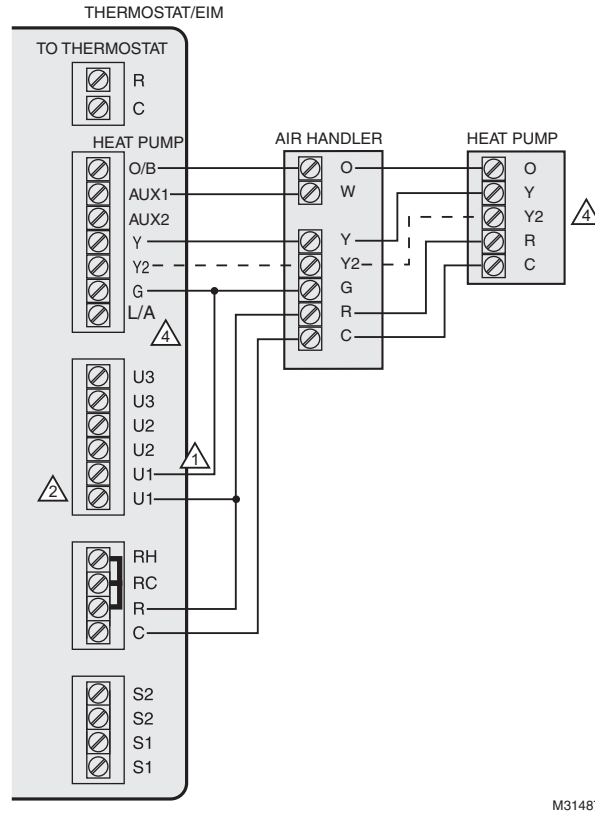 THERMOSTAT/EIM
TO THERMOSTAT
R
C
HEAT PUMP
O/B
AUX1
AUX2
Y
Y2
G
L/A
4
U3
U3
U2
U2
U1
U1
1
2
RH
RC
R
C
S2
S2
S1
S1
AIR HANDLER
O
W
Y
Y2
G
R
C
HEAT PUMP
O
Y
Y2
R
C
4